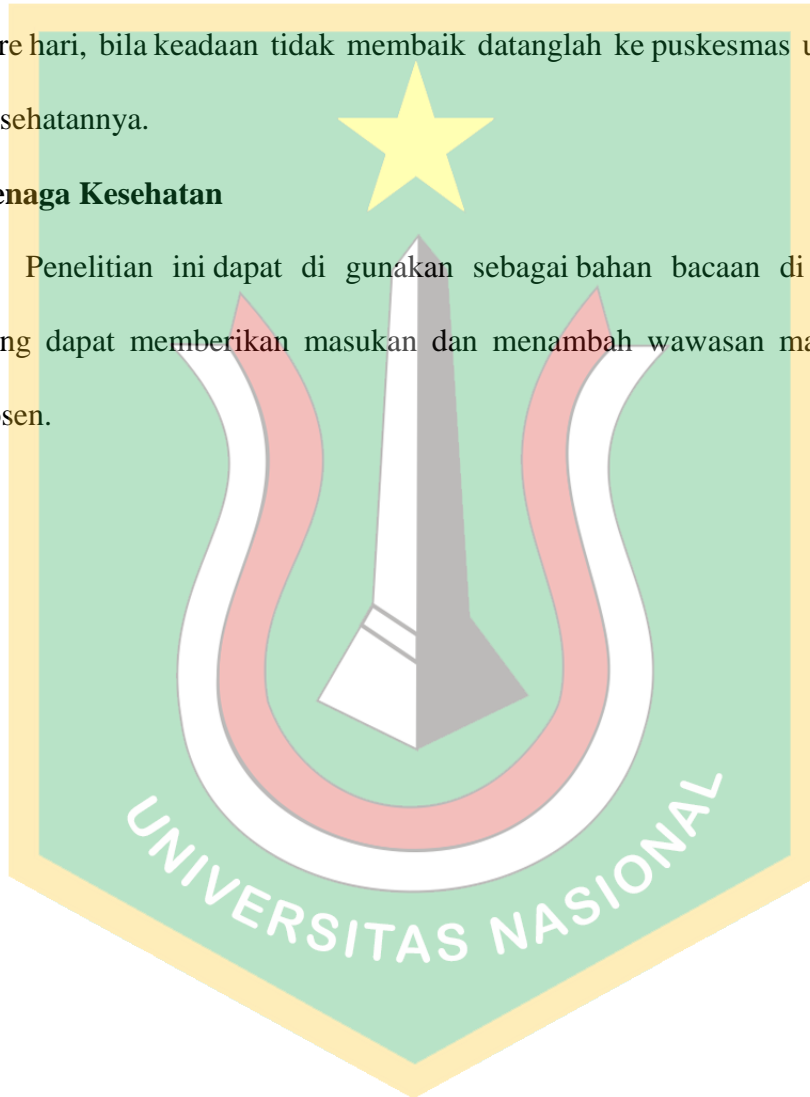 re hari, bila keadaan tidak membaik datanglah ke puskesmas u
sehatannya.
enaga Kesehatan
Penelitian ini dapat di gunakan sebagai bahan bacaan di
ng dapat memberikan masukan dan menambah wawasan ma
osen.
UNIVERSITAS NASIONAL